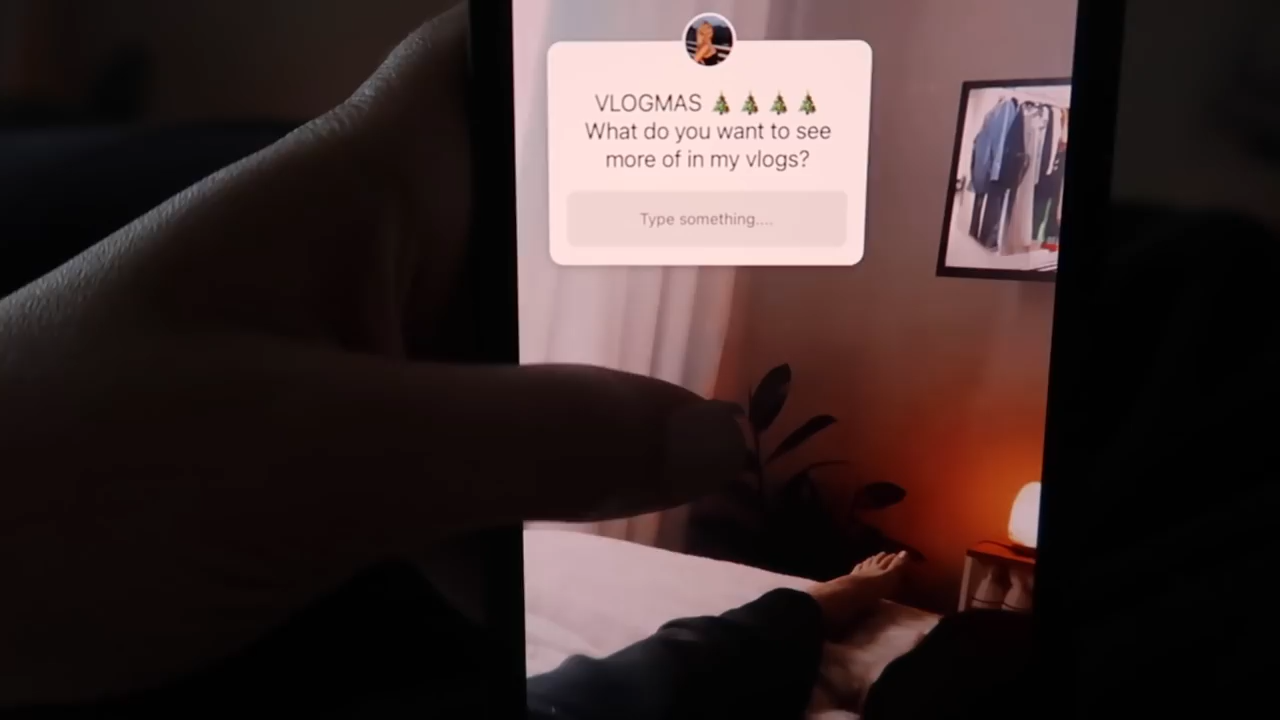 VLOGMAS 🎄🎄🎄🎄
What do you want to see
more of in my vlogs?
Type something....